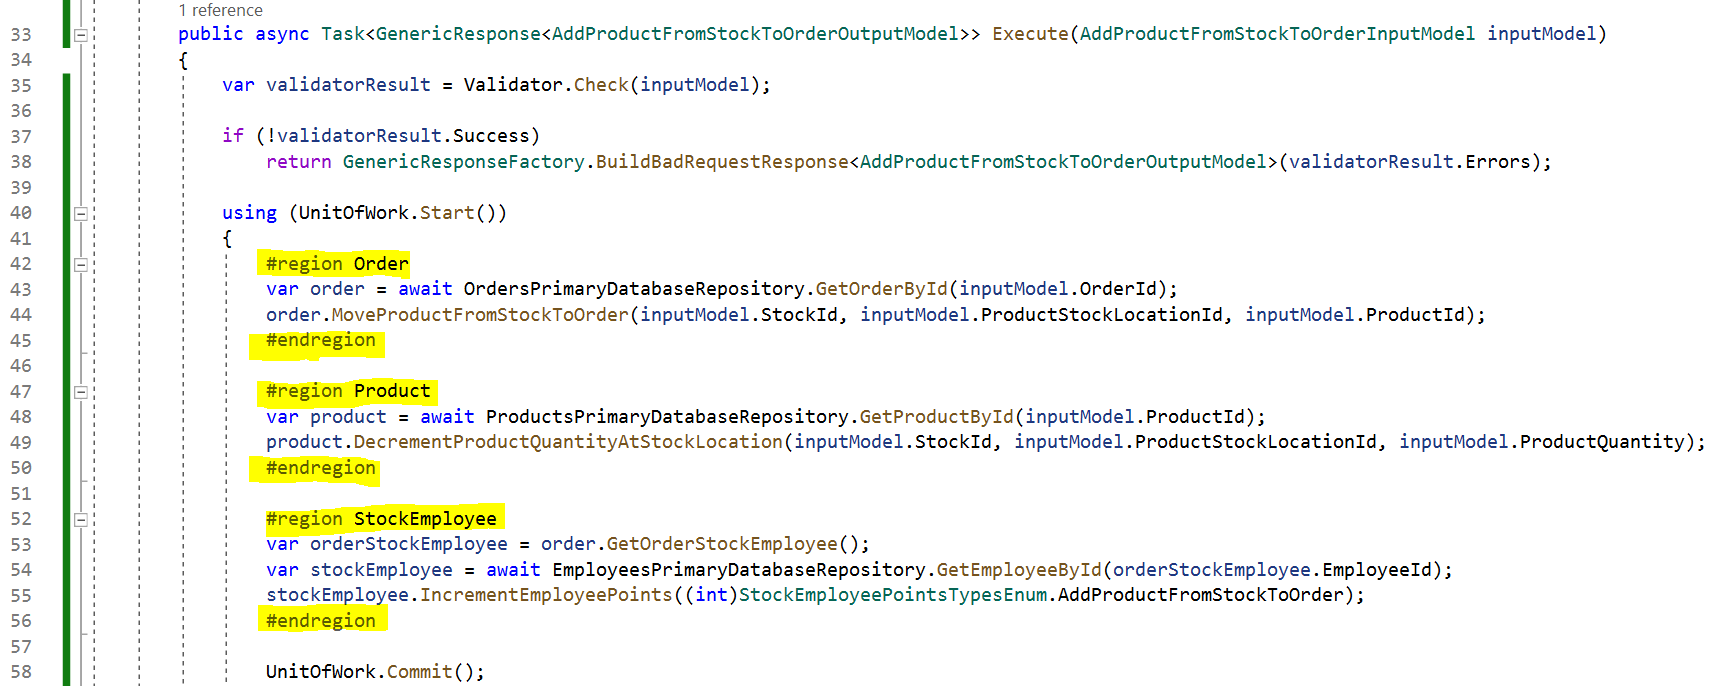 1 reference
33 public async Task<GenericResponse<AddProductFromStockToOrderOutputModel>> Execute(AddProductFromStockToOrderInputModel inputModel)
34 {
35 var validatorResult = Validator.Check(inputModel);
36
37 if (!validatorResult.Success)
38 return GenericResponseFactory.BuildBadRequestResponse<AddProductFromStockToOrderOutputModel>(validatorResult.Errors);
39
40 using (UnitOfWork.Start())
41 {
42 #region Order
43 var order = await OrdersPrimaryDatabaseRepository.GetOrderById(inputModel.OrderId);
44 order.MoveProductFromStockToOrder(inputModel.StockId, inputModel.ProductStockLocationId, inputModel.ProductId);
45 #endregion
46
47 #region Product
48 var product = await ProductsPrimaryDatabaseRepository.GetProductById(inputModel.ProductId);
49 product.DecrementProductQuantityAtStockLocation(inputModel.StockId, inputModel.ProductStockLocationId, inputModel.ProductQuantity);
50 #endregion
51
52 #region StockEmployee
53 var orderStockEmployee = order.GetOrderStockEmployee();
54 var stockEmployee = await EmployeesPrimaryDatabaseRepository.GetEmployeeById(orderStockEmployee.EmployeeId);
55 stockEmployee.IncrementEmployeePoints((int)StockEmployeePointsTypesEnum.AddProductFromStockToOrder);
56 #endregion
57
58 UnitOfWork.Commit();